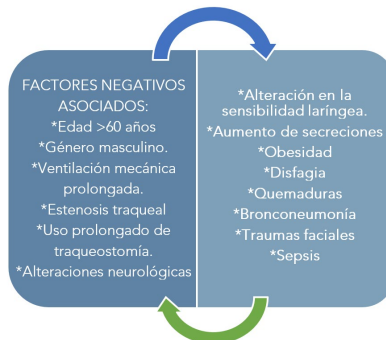 FACTORES NEGATIVOS
ASOCIADOS:
*Edad >60 años
*Género masculino.
*Ventilación mecánica
prolongada.
*Estenosis traqueal
*Uso prolongado de
traqueostomía.
*Alteraciones neurológicas
*Alteración en la
sensibilidad laríngea.
*Aumento de secreciones
*Obesidad
*Disfagia
*Quemaduras
*Bronconeumonía
*Traumas faciales
*Sepsis